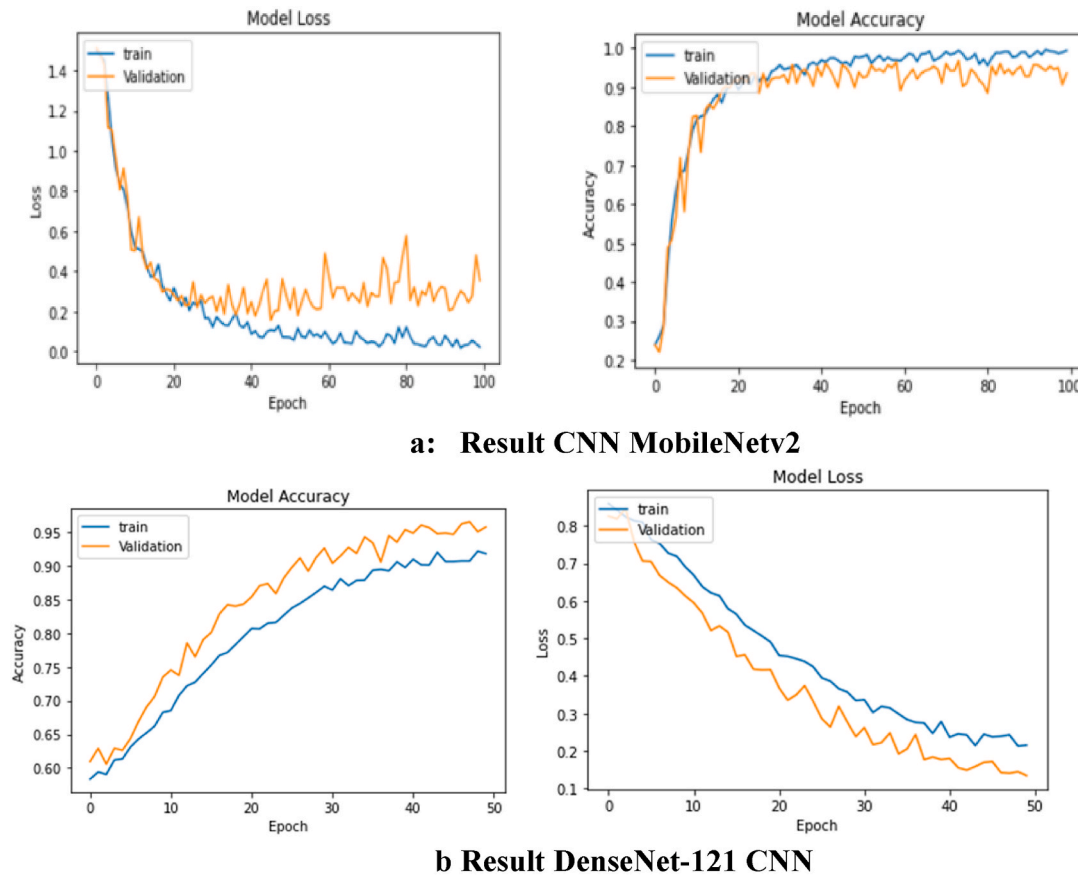 Model Loss
train
Validation
1.4
1.2
1.0
0.8
0.6
0.4
0.2
0.0
Loss
0 20 40 60 80 100
Epoch
Model Accuracy
train
Validation
1.0
0.9
0.8
0.7
0.6
0.5
0.4
0.3
0.2
Accuracy
0 20 40 60 80 100
Epoch
a: Result CNN MobileNetv2
Model Accuracy
train
Validation
0.95
0.90
0.85
0.80
0.75
0.70
0.65
0.60
Accuracy
0 10 20 30 40 50
Epoch
Model Loss
train
Validation
0.8
0.7
0.6
0.5
0.4
0.3
0.2
0.1
Loss
0 10 20 30 40 50
Epoch
b Result DenseNet-121 CNN